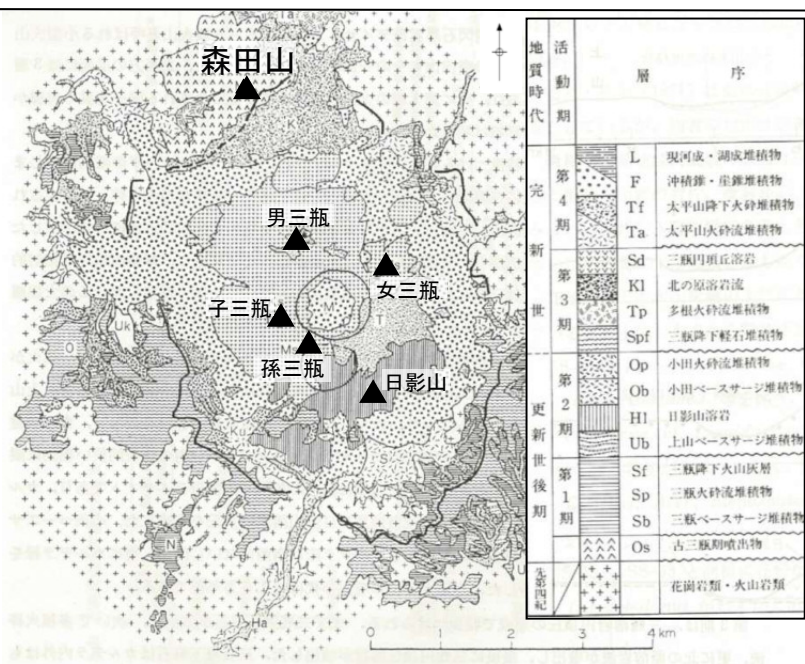 森田山
男三瓶
女三瓶
子三瓶
孫三瓶
日影山
K
Uk
O
M
T
Ms
S
N
Ha
0 1 2 3 4 km
地質時代
活動期
層序
完新世
更新世後期
先第四紀
第4期
第3期
第2期
第1期
L 現河成・湖成堆積物
F 沖積錐・崖錐堆積物
Tf 太平山降下火砕堆積物
Ta 太平山火砕流堆積物
Sd 三瓶円頂丘溶岩
Kl 北の原溶岩流
Tp 多根火砕流堆積物
Spf 三瓶降下軽石堆積物
Op 小田火砕流堆積物
Ob 小田ベースサージ堆積物
Hl 日影山溶岩
Ub 上山ベースサージ堆積物
Sf 三瓶降下火山灰層
Sp 三瓶火砕流堆積物
Sb 三瓶ベースサージ堆積物
Os 古三瓶期噴出物
花崗岩類・火山岩類